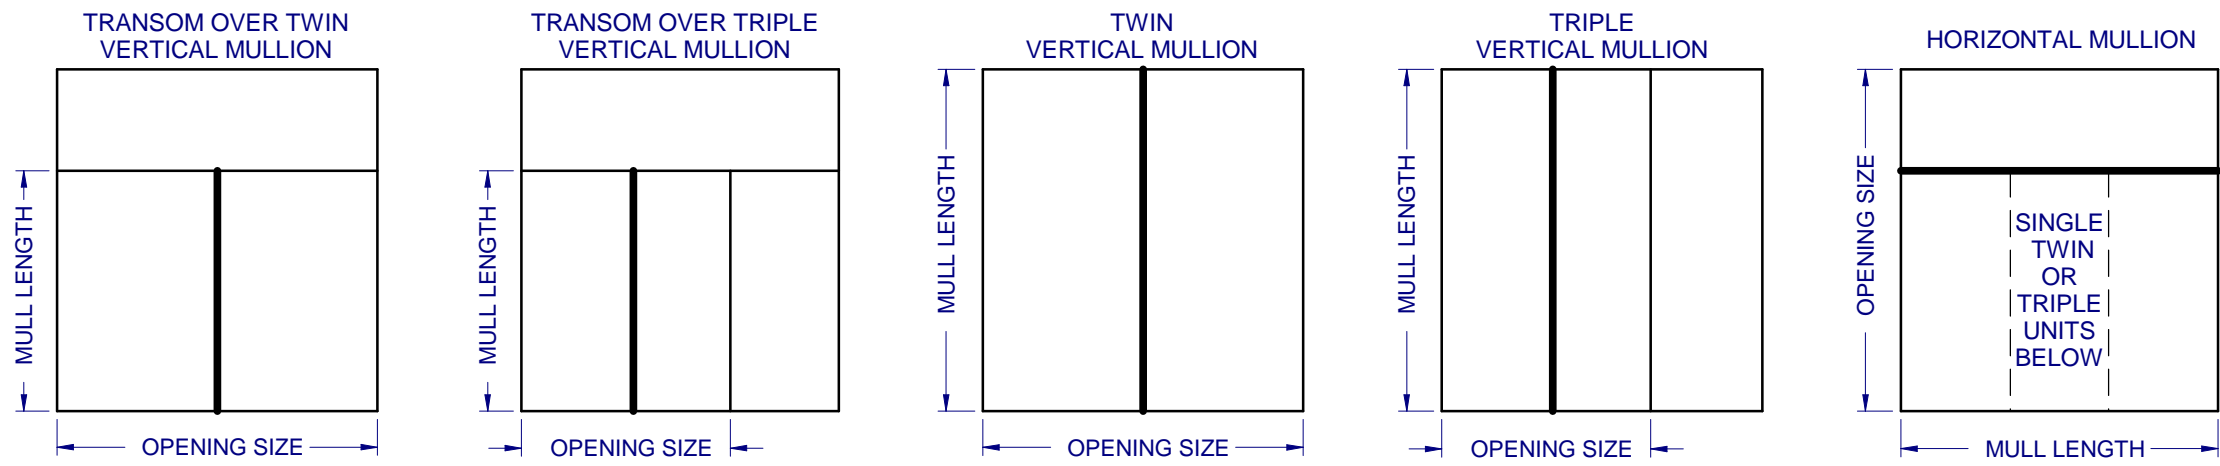 TRANSOM OVER TWIN
VERTICAL MULLION
MULL LENGTH
OPENING SIZE
TRANSOM OVER TRIPLE
VERTICAL MULLION
MULL LENGTH
OPENING SIZE
TWIN
VERTICAL MULLION
MULL LENGTH
OPENING SIZE
TRIPLE
VERTICAL MULLION
MULL LENGTH
OPENING SIZE
HORIZONTAL MULLION
OPENING SIZE
SINGLE
TWIN
OR
TRIPLE
UNITS
BELOW
MULL LENGTH